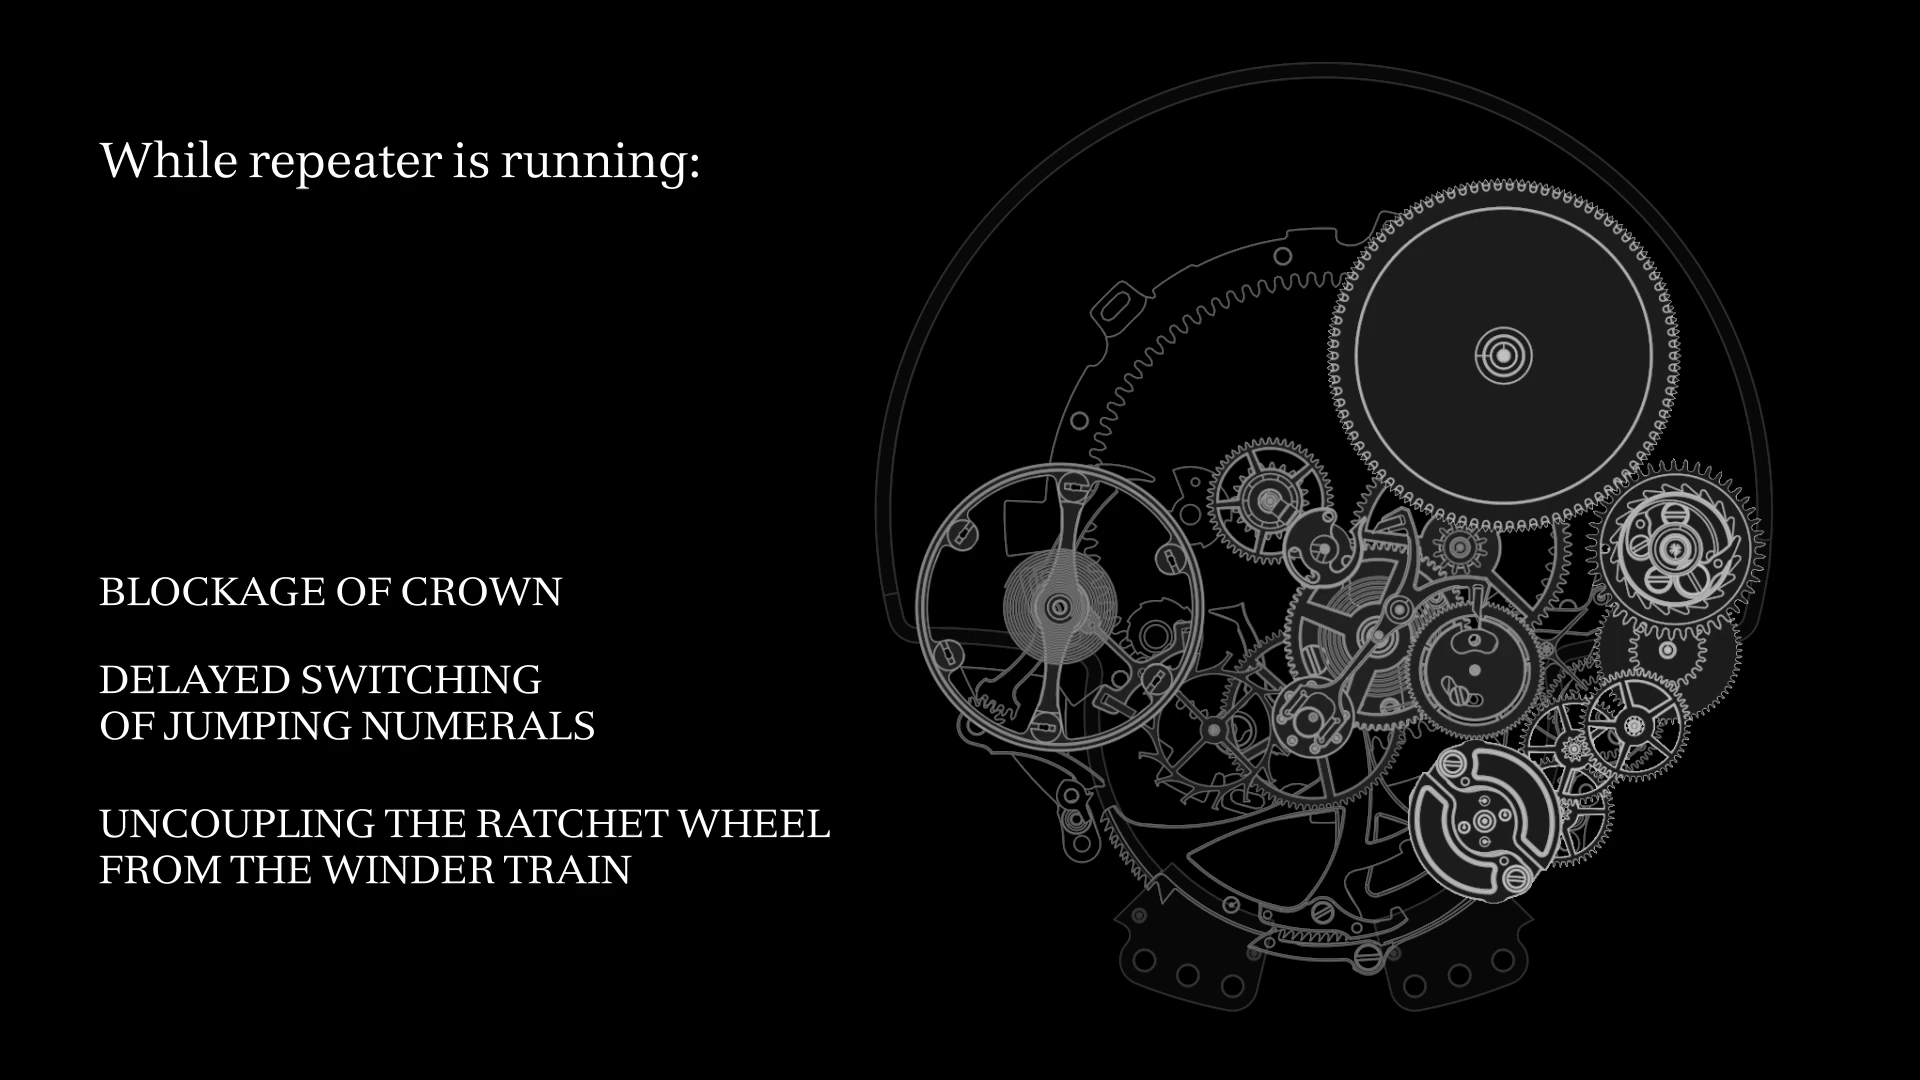 While repeater is running:
BLOCKAGE OF CROWN
DELAYED SWITCHING
OF JUMPING NUMERALS
UNCOUPLING THE RATCHET WHEEL
FROM THE WINDER TRAIN